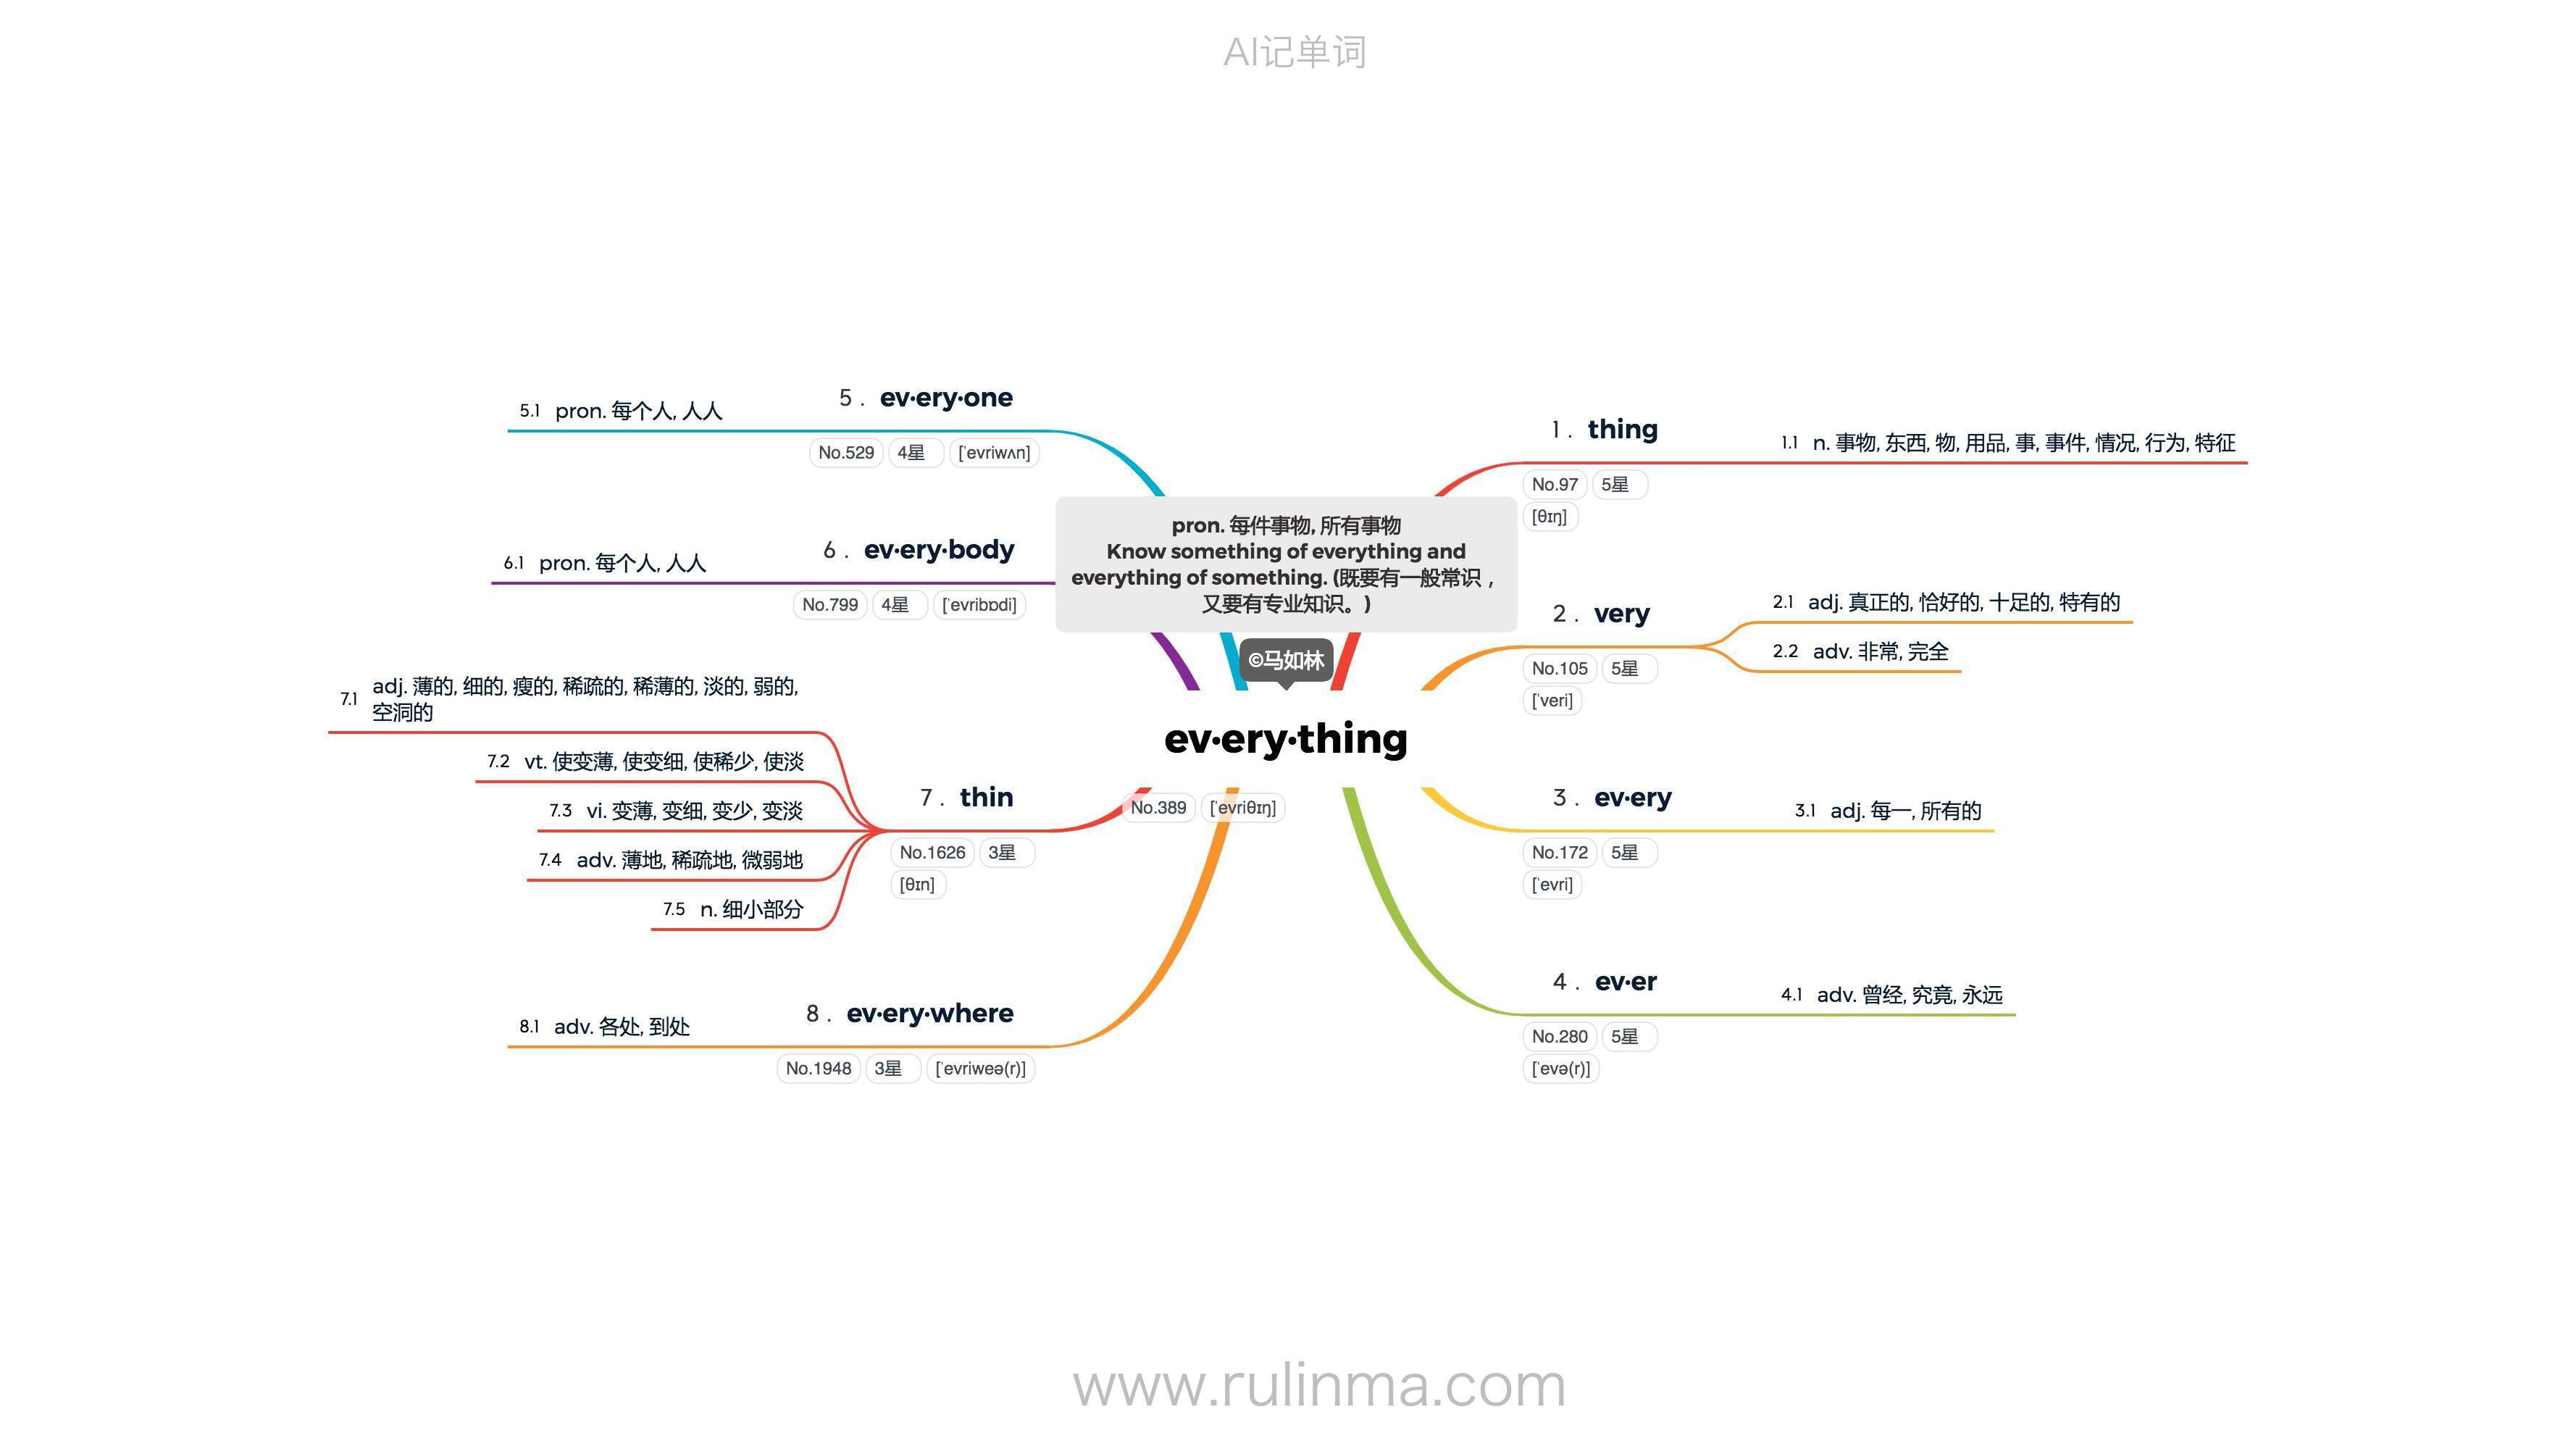 AI记单词
pron. 每件事物, 所有事物
Know something of everything and
everything of something. (既要有一般常识，
又要有专业知识。)
©马如林
ev·ery·thing
No.389 [ˈevriθɪŋ]
1 . thing
No.97 5星
[θɪŋ]
1.1 n. 事物, 东西, 物, 用品, 事, 事件, 情况, 行为, 特征
2 . very
No.105 5星
[ˈveri]
2.1 adj. 真正的, 恰好的, 十足的, 特有的
2.2 adv. 非常, 完全
3 . ev·ery
No.172 5星
[ˈevri]
3.1 adj. 每一, 所有的
4 . ev·er
No.280 5星
[ˈevə(r)]
4.1 adv. 曾经, 究竟, 永远
5 . ev·ery·one
No.529 4星 [ˈevriwʌn]
5.1 pron. 每个人, 人人
6 . ev·ery·body
No.799 4星 [ˈevribɒdi]
6.1 pron. 每个人, 人人
7 . thin
No.1626 3星
[θɪn]
7.1 adj. 薄的, 细的, 瘦的, 稀疏的, 稀薄的, 淡的, 弱的,
空洞的
7.2 vt. 使变薄, 使变细, 使稀少, 使淡
7.3 vi. 变薄, 变细, 变少, 变淡
7.4 adv. 薄地, 稀疏地, 微弱地
7.5 n. 细小部分
8 . ev·ery·where
No.1948 3星 [ˈevriweə(r)]
8.1 adv. 各处, 到处
www.rulinma.com